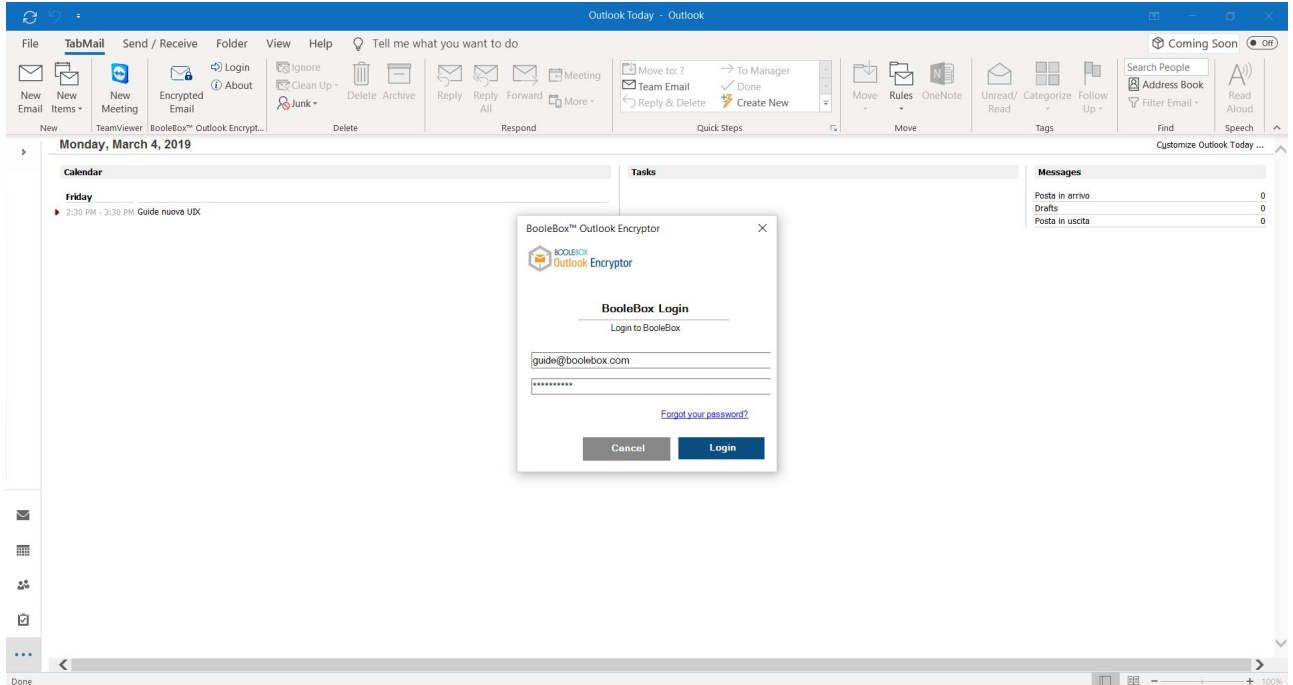 Outlook Today - Outlook
File TabMail Send / Receive Folder View Help Tell me what you want to do Coming Soon Off
New Email
New Items
New Meeting
Encrypted Email
Login
About
Ignore
Clean Up
Junk
Delete Archive
Reply Reply All Forward
Meeting
More
Move to: ? To Manager
Team Email Done
Reply & Delete Create New
Move Rules OneNote
Unread/ Read Categorize Follow Up
Search People
Address Book
Filter Email
Read Aloud
New TeamViewer BooleBox™ Outlook Encrypt... Delete Respond Quick Steps Move Tags Find Speech
Monday, March 4, 2019 Customize Outlook Today ...
Calendar Tasks Messages
Friday
2:30 PM - 3:30 PM Guide nuova UIX
Posta in arrivo 0
Drafts 0
Posta in uscita 0
BooleBox™ Outlook Encryptor
BOOLEBOX
Outlook Encryptor
BooleBox Login
Login to BooleBox
guide@boolebox.com
**********
Forgot your password?
Cancel Login
Done 100%